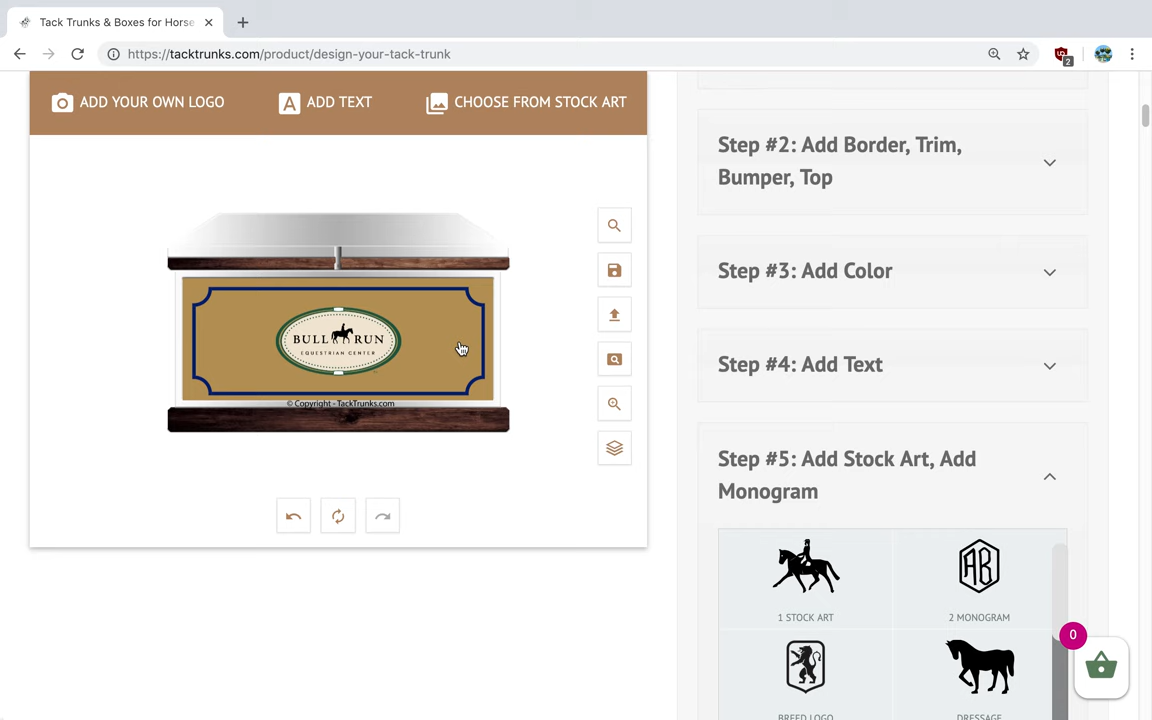 Tack Trunks & Boxes for Horse
https://tacktrunks.com/product/design-your-tack-trunk
2
ADD YOUR OWN LOGO
A
ADD TEXT
CHOOSE FROM STOCK ART
BULL RUN
EQUESTRIAN CENTER
© Copyright - TackTrunks.com
Step #2: Add Border, Trim,
Bumper, Top
Step #3: Add Color
Step #4: Add Text
Step #5: Add Stock Art, Add
Monogram
AB
1 STOCK ART
2 MONOGRAM
BREED LOGO
DRESSAGE
0